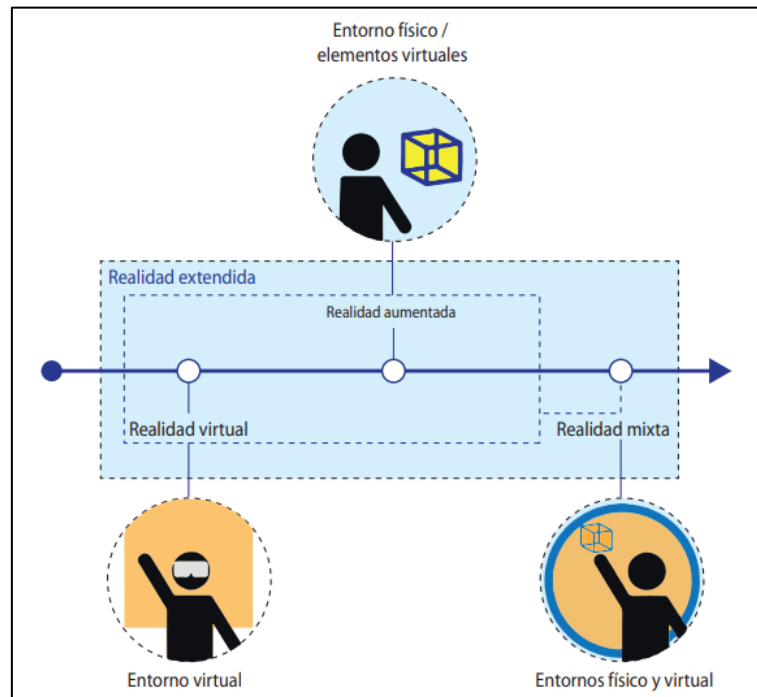 Entorno físico /
elementos virtuales
Realidad extendida
Realidad aumentada
Realidad virtual
Realidad mixta
Entorno virtual
Entornos físico y virtual